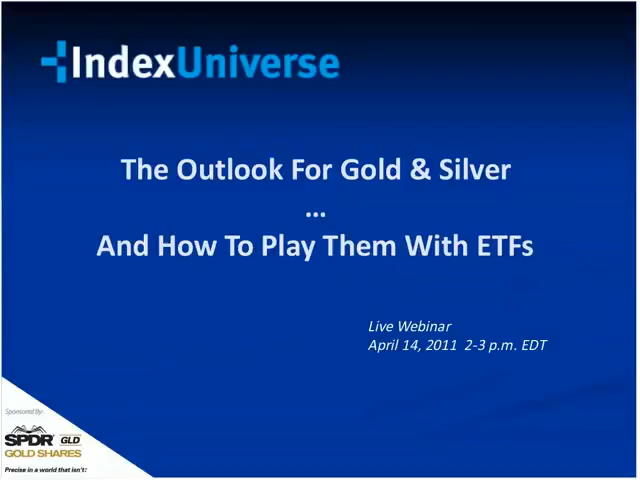 IndexUniverse
The Outlook For Gold & Silver
...
And How To Play Them With ETFs
Live Webinar
April 14, 2011 2-3 p.m. EDT
Sponsored By:
SPDR® GLD
GOLD SHARES
Precise in a world that isn't.®